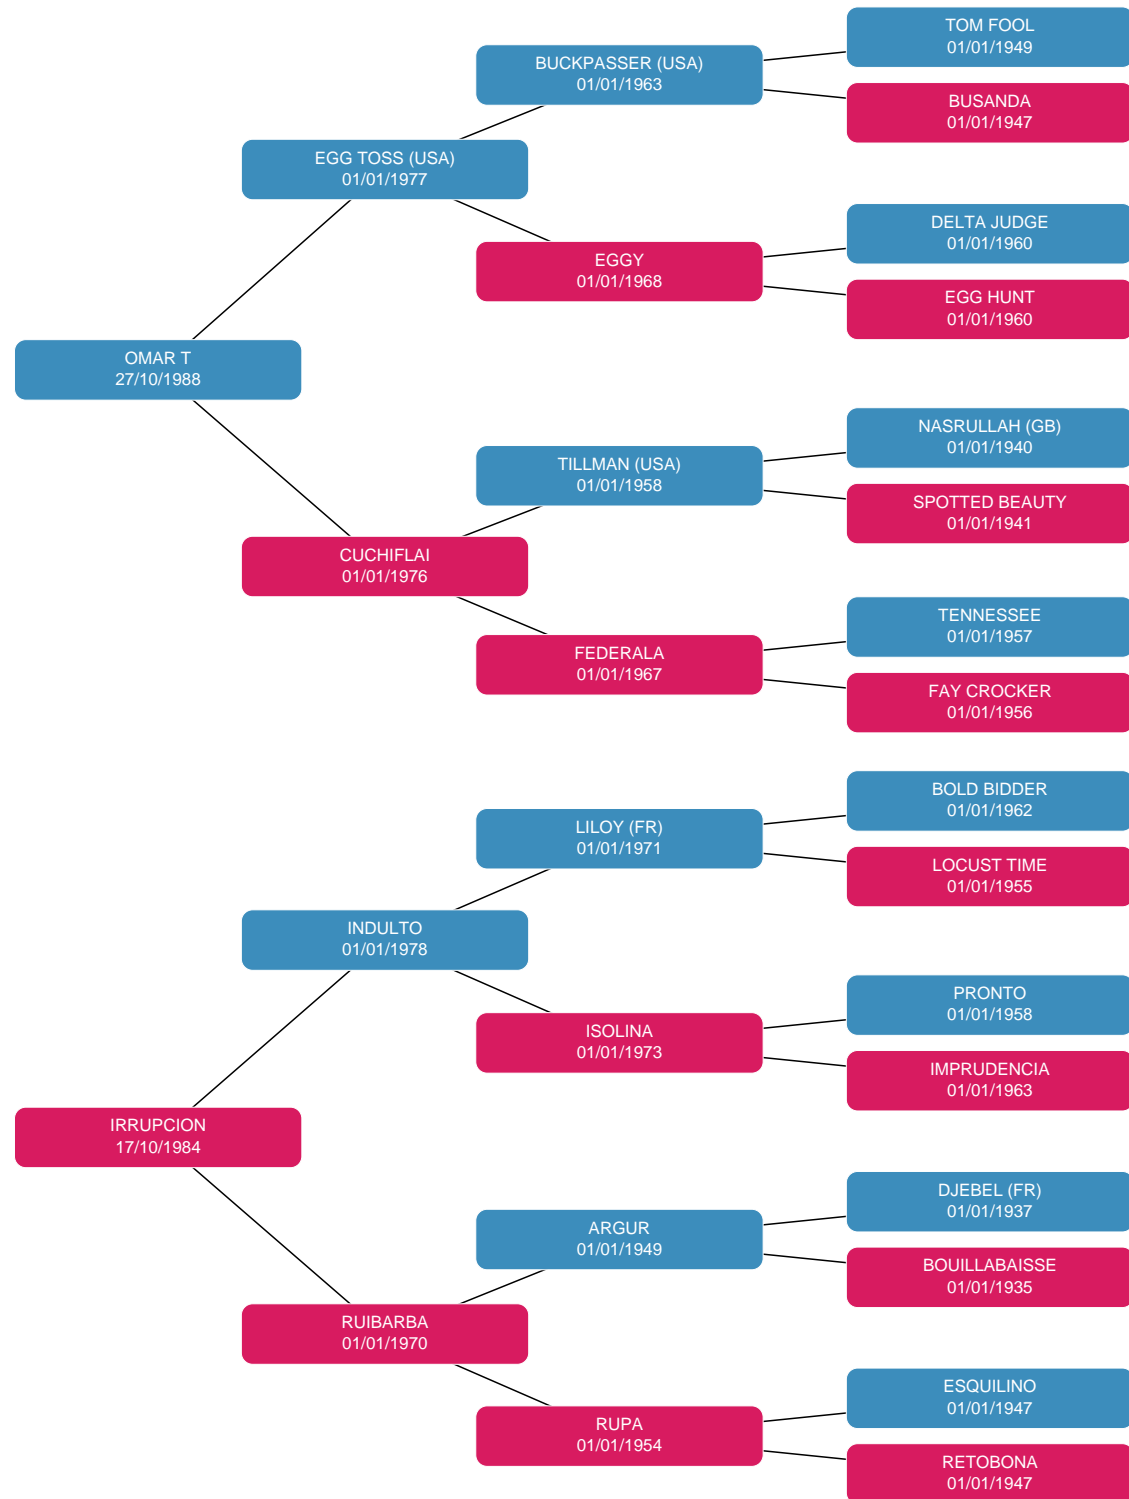 TOM FOOL
01/01/1949
BUCKPASSER (USA)
01/01/1963
BUSANDA
01/01/1947
EGG TOSS (USA)
01/01/1977
DELTA JUDGE
01/01/1960
EGGY
01/01/1968
EGG HUNT
01/01/1960
OMAR T
27/10/1988
NASRULLAH (GB)
01/01/1940
TILLMAN (USA)
01/01/1958
SPOTTED BEAUTY
01/01/1941
CUCHIFLAI
01/01/1976
TENNESSEE
01/01/1957
FEDERALA
01/01/1967
FAY CROCKER
01/01/1956
BOLD BIDDER
01/01/1962
LILOY (FR)
01/01/1971
LOCUST TIME
01/01/1955
INDULTO
01/01/1978
PRONTO
01/01/1958
ISOLINA
01/01/1973
IMPRUDENCIA
01/01/1963
IRRUPCION
17/10/1984
DJEBEL (FR)
01/01/1937
ARGUR
01/01/1949
BOUILLABAISSE
01/01/1935
RUIBARBA
01/01/1970
ESQUILINO
01/01/1947
RUPA
01/01/1954
RETOBONA
01/01/1947